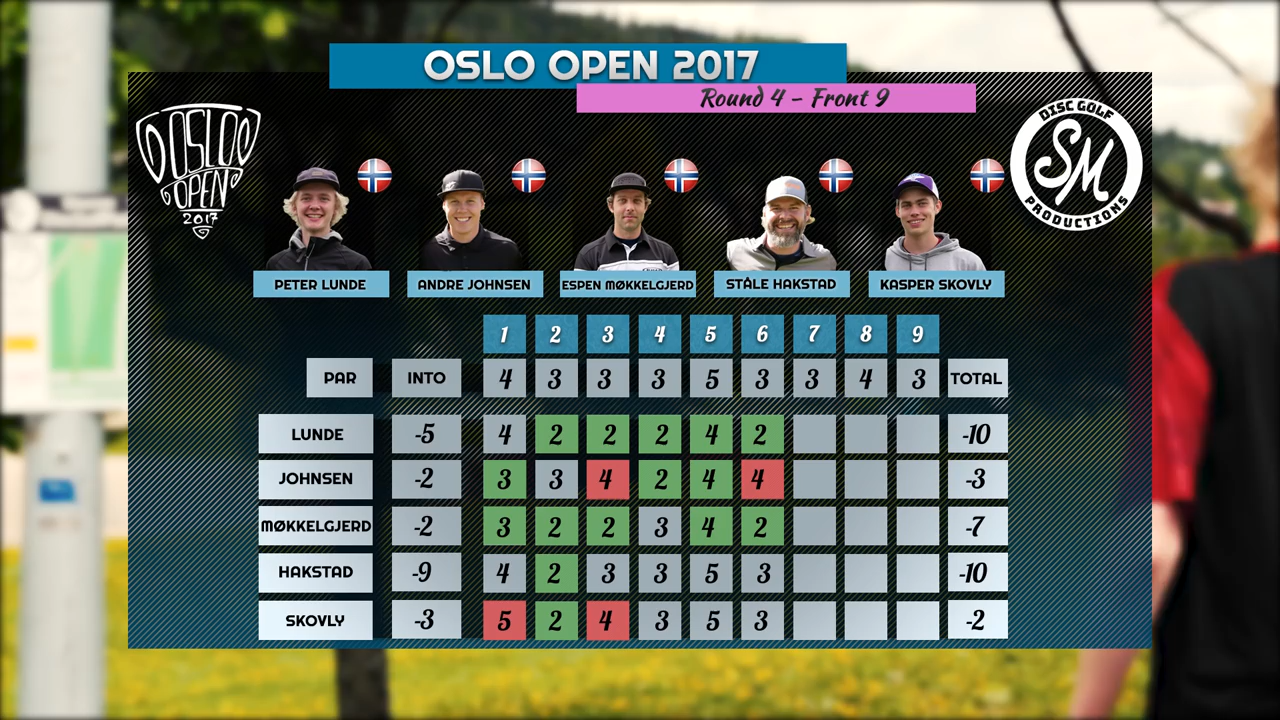 OSLO OPEN 2017
Round 4 - Front 9
OSLO
OPEN
2017
DISC GOLF
SM
PRODUCTIONS
PETER LUNDE ANDRE JOHNSEN ESPEN MØKKELGJERD STÅLE HAKSTAD KASPER SKOVLY
1 2 3 4 5 6 7 8 9
PAR INTO 4 3 3 3 5 3 3 4 3 TOTAL
LUNDE -5 4 2 2 2 4 2 -10
JOHNSEN -2 3 3 4 2 4 4 -3
MØKKELGJERD -2 3 2 2 3 4 2 -7
HAKSTAD -9 4 2 3 3 5 3 -10
SKOVLY -3 5 2 4 3 5 3 -2